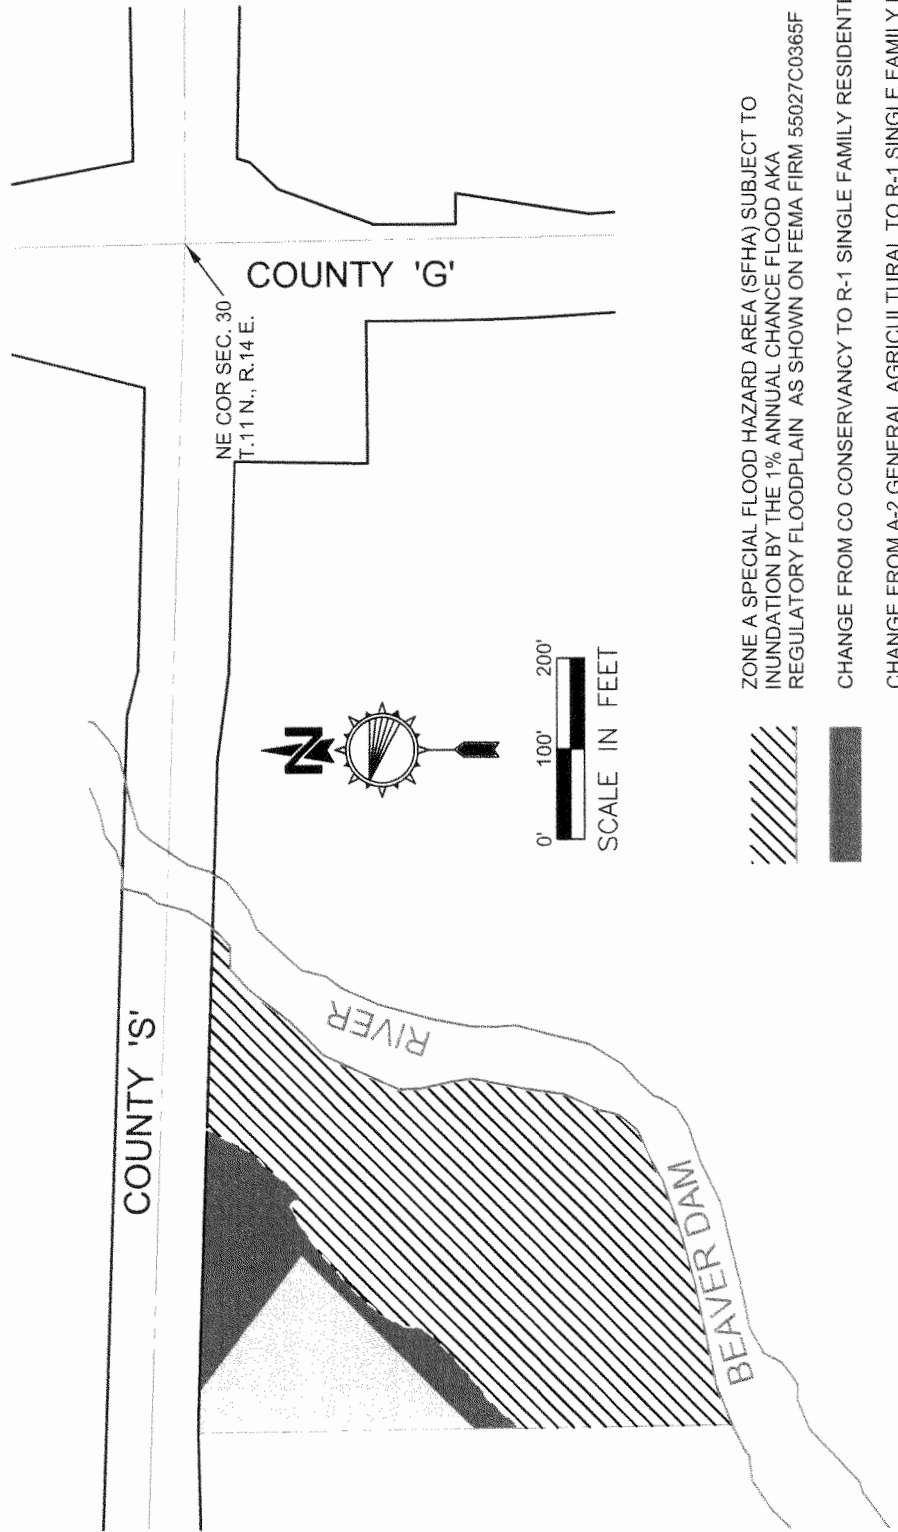 COUNTY 'S'
COUNTY 'G'
NE COR SEC. 30
T.11 N., R.14 E.
N
RIVER
BEAVER DAM
0' 100' 200'
SCALE IN FEET
ZONE A SPECIAL FLOOD HAZARD AREA (SFHA) SUBJECT TO
INUNDATION BY THE 1% ANNUAL CHANCE FLOOD AKA
REGULATORY FLOODPLAIN AS SHOWN ON FEMA FIRM 55027C0365F
CHANGE FROM CO CONSERVANCY TO R-1 SINGLE FAMILY
CHANGE FROM A-2 GENERAL AGRICULTURAL TO R-1 SINGLE FAMILY